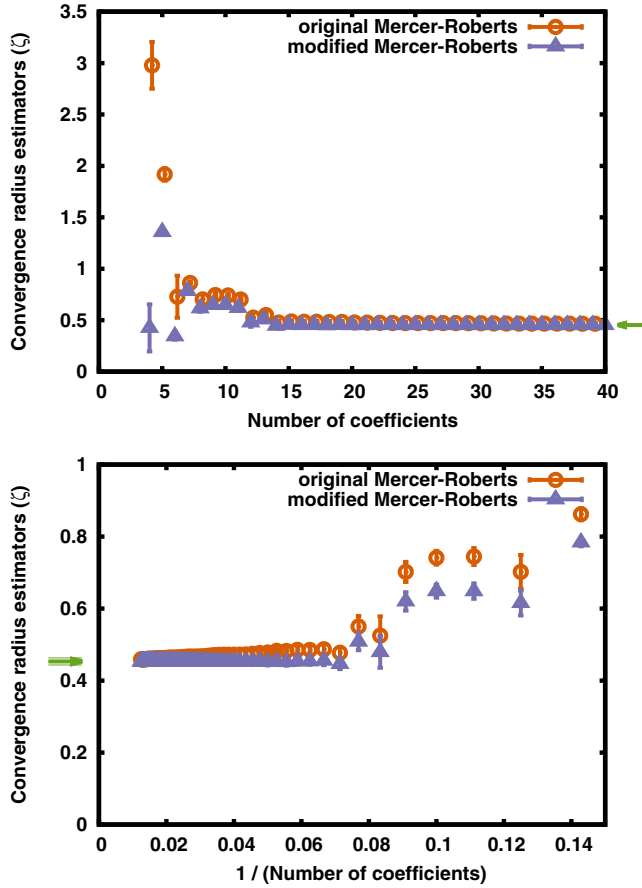 original Mercer-Roberts
modified Mercer-Roberts
Convergence radius estimators (ζ)
3.5
3
2.5
2
1.5
1
0.5
0
0 5 10 15 20 25 30 35 40
Number of coefficients
original Mercer-Roberts
modified Mercer-Roberts
Convergence radius estimators (ζ)
1
0.8
0.6
0.4
0.2
0
0 0.02 0.04 0.06 0.08 0.1 0.12 0.14
1 / (Number of coefficients)